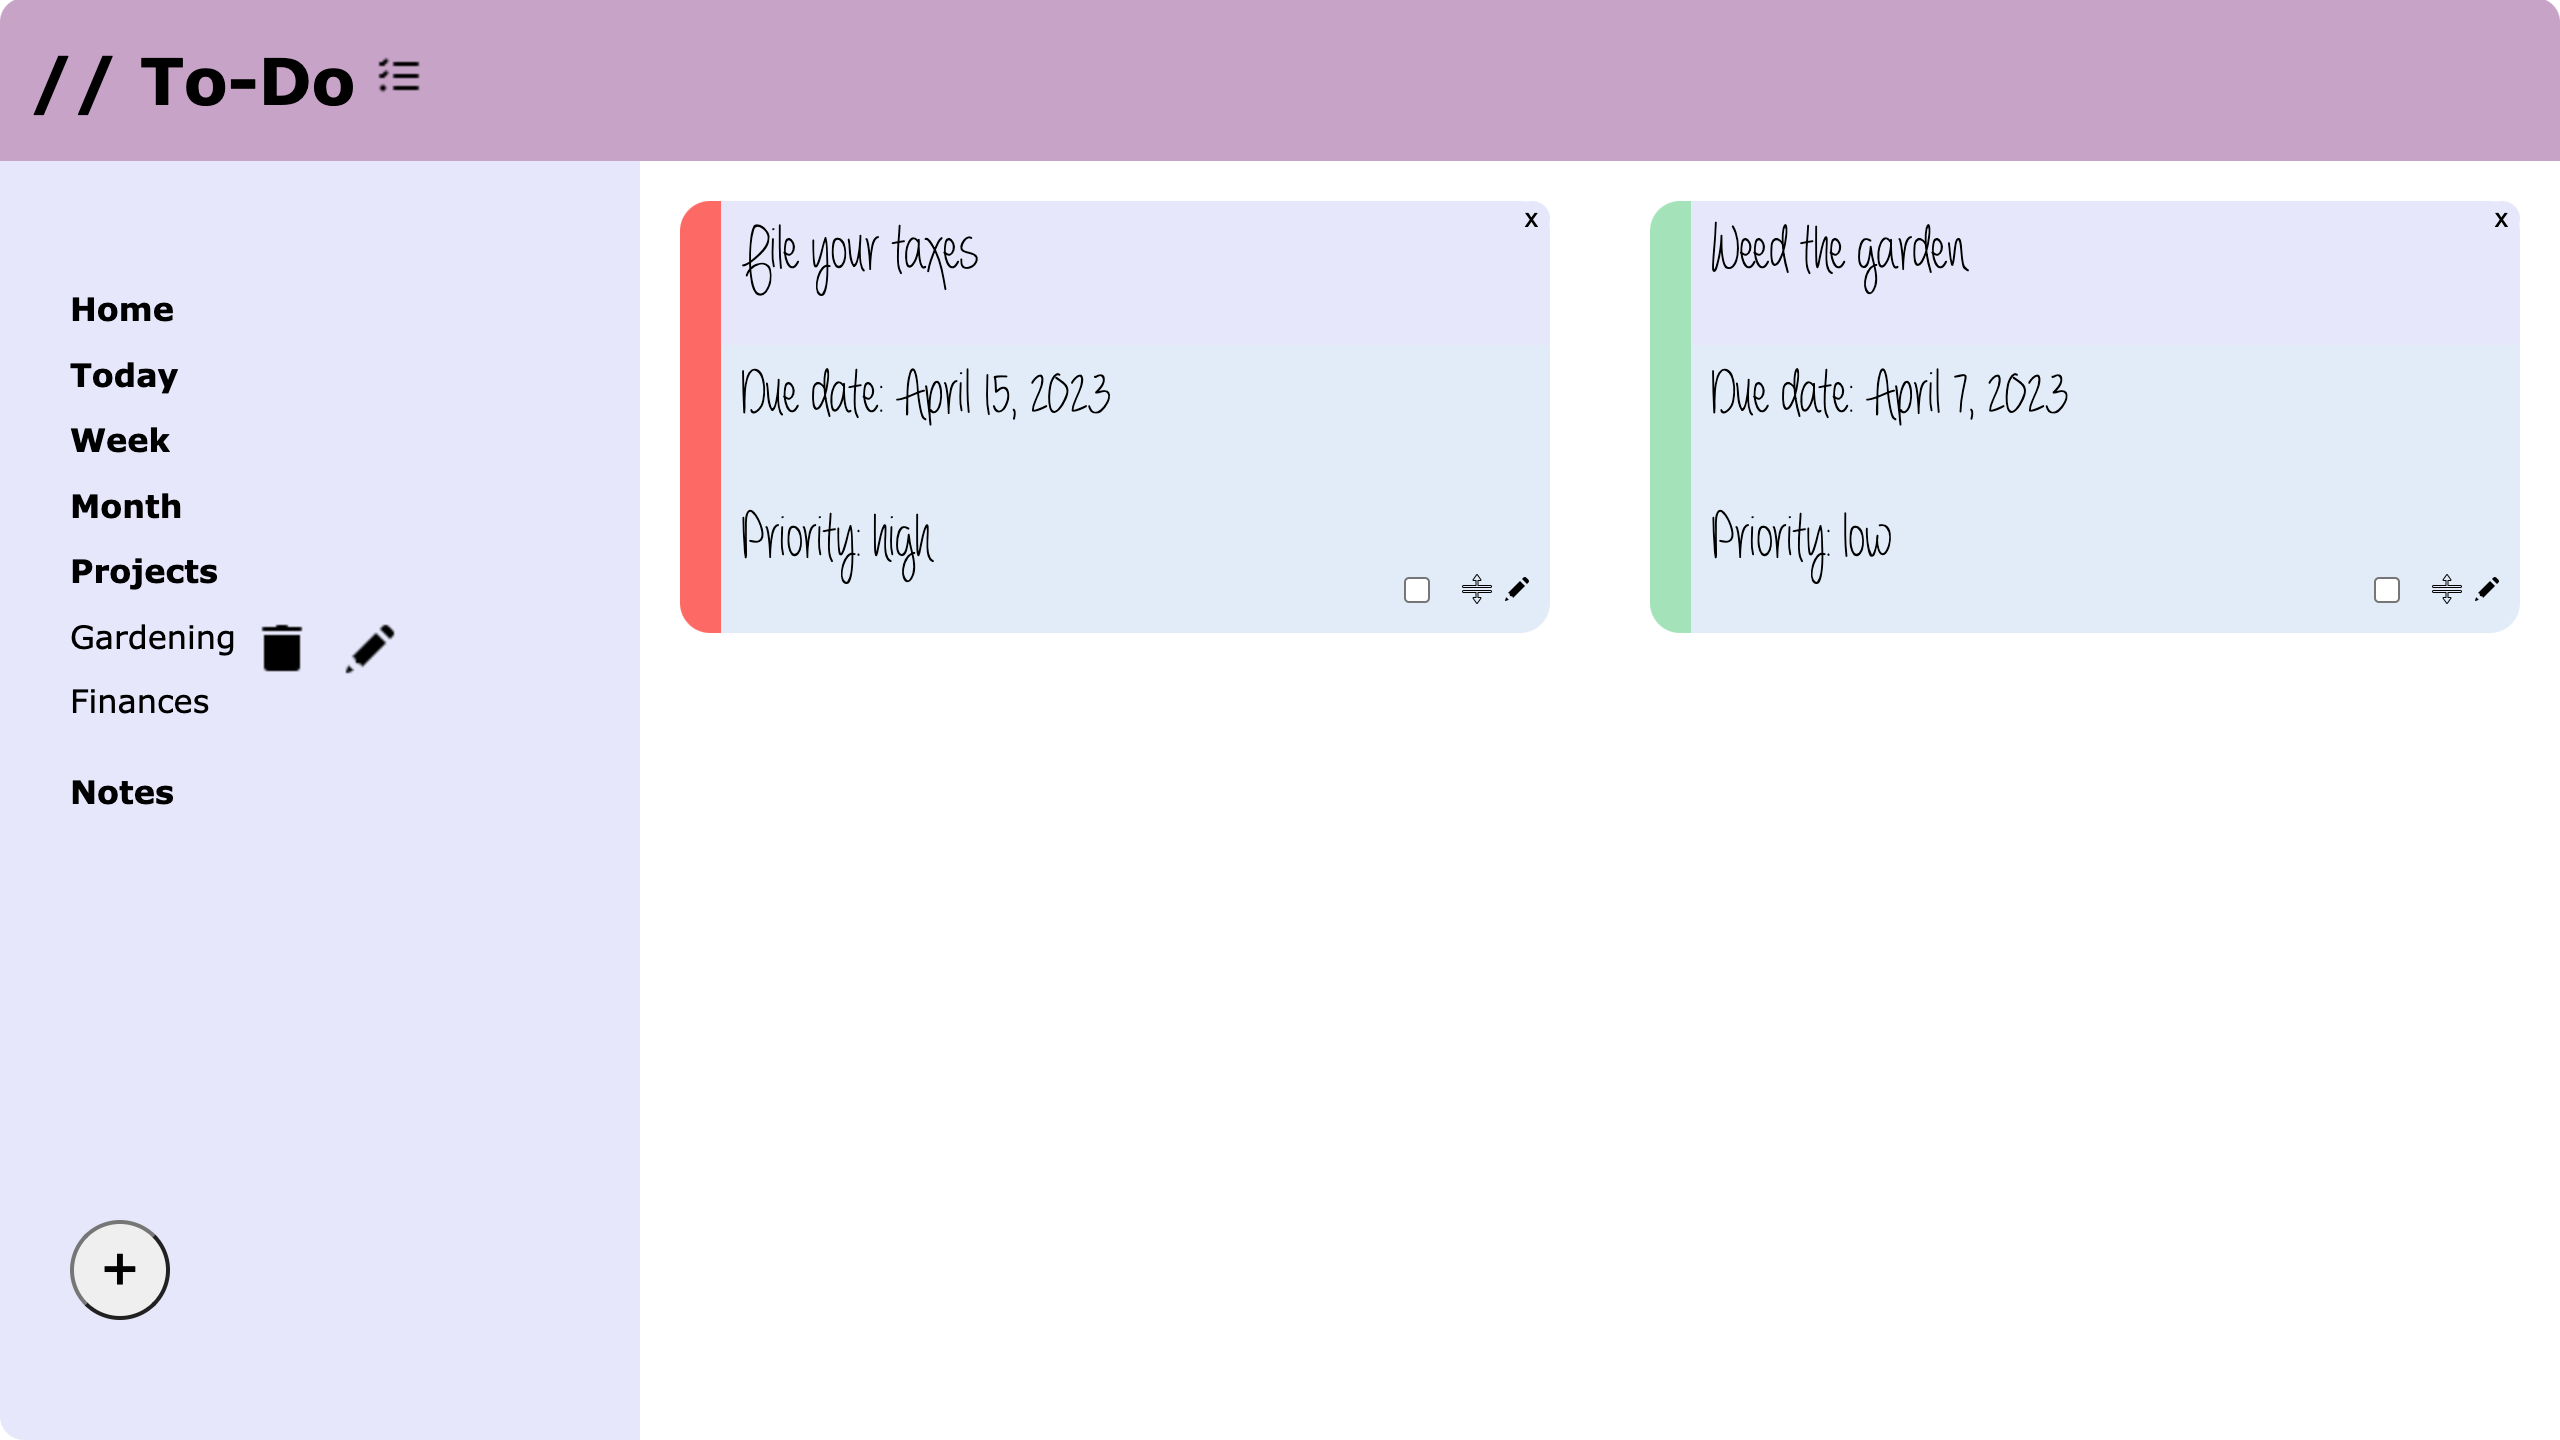 // To-Do
Home
Today
Week
Month
Projects
Gardening
Finances
Notes
+
File your taxes
x
Due date: April 15, 2023
Priority: high
Weed the garden
x
Due date: April 7, 2023
Priority: low